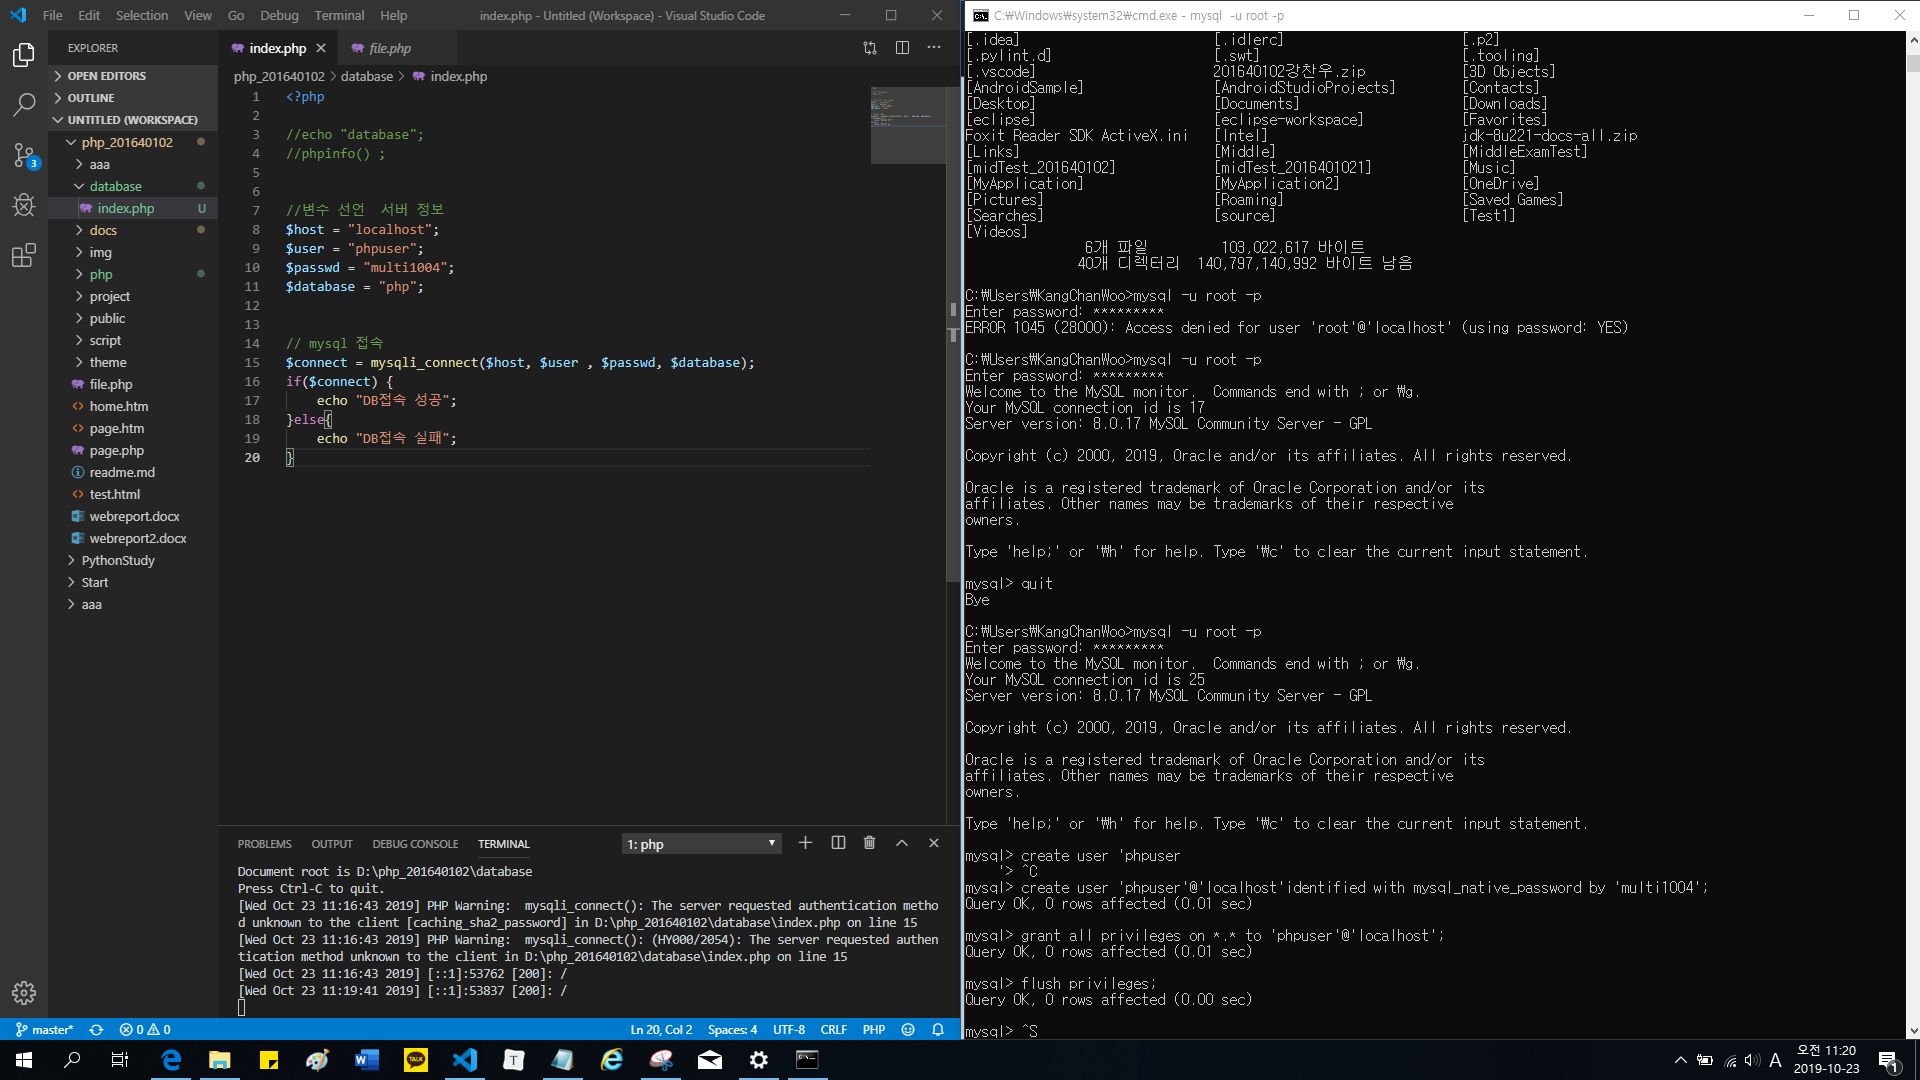 File Edit Selection View Go Debug Terminal Help
index.php - Untitled (Workspace) - Visual Studio Code
EXPLORER
OPEN EDITORS
OUTLINE
UNTITLED (WORKSPACE)
php_201640102
aaa
database
index.php U
docs
img
php
project
public
script
theme
file.php
home.htm
page.htm
page.php
readme.md
test.html
webreport.docx
webreport2.docx
PythonStudy
Start
aaa
3
index.php
file.php
php_201640102 > database > index.php
1 <?php
2
3 //echo "database";
4 //phpinfo() ;
5
6
7 //변수 선언  서버 정보
8 $host = "localhost";
9 $user = "phpuser";
10 $passwd = "multi1004";
11 $database = "php";
12
13
14 // mysql 접속
15 $connect = mysqli_connect($host, $user , $passwd, $database);
16 if($connect) {
17     echo "DB접속 성공";
18 }else{
19     echo "DB접속 실패";
20 }
PROBLEMS OUTPUT DEBUG CONSOLE TERMINAL
1: php
Document root is D:\php_201640102\database
Press Ctrl-C to quit.
[Wed Oct 23 11:16:43 2019] PHP Warning:  mysqli_connect(): The server requested authentication metho
d unknown to the client [caching_sha2_password] in D:\php_201640102\database\index.php on line 15
[Wed Oct 23 11:16:43 2019] PHP Warning:  mysqli_connect(): (HY000/2054): The server requested authen
tication method unknown to the client in D:\php_201640102\database\index.php on line 15
[Wed Oct 23 11:16:43 2019] [::1]:53762 [200]: /
[Wed Oct 23 11:19:41 2019] [::1]:53837 [200]: /
master* 0 0
Ln 20, Col 2 Spaces: 4 UTF-8 CRLF PHP
C:₩Windows₩system32₩cmd.exe - mysql  -u root -p
[.idea] [.idlerc] [.p2]
[.pylint.d] [.swt] [.tooling]
[.vscode] 201640102강찬우.zip [3D Objects]
[AndroidSample] [AndroidStudioProjects] [Contacts]
[Desktop] [Documents] [Downloads]
[eclipse] [eclipse-workspace] [Favorites]
Foxit Reader SDK ActiveX.ini [Intel] jdk-8u221-docs-all.zip
[Links] [Middle] [MiddleExamTest]
[midTest_201640102] [midTest_2016401021] [Music]
[MyApplication] [MyApplication2] [OneDrive]
[Pictures] [Roaming] [Saved Games]
[Searches] [source] [Test1]
[Videos]
6개 파일 103,022,617 바이트
40개 디렉터리 140,797,140,992 바이트 남음
C:₩Users₩KangChanWoo>mysql -u root -p
Enter password: *********
ERROR 1045 (28000): Access denied for user 'root'@'localhost' (using password: YES)
C:₩Users₩KangChanWoo>mysql -u root -p
Enter password: *********
Welcome to the MySQL monitor.  Commands end with ; or ₩g.
Your MySQL connection id is 17
Server version: 8.0.17 MySQL Community Server - GPL
Copyright (c) 2000, 2019, Oracle and/or its affiliates. All rights reserved.
Oracle is a registered trademark of Oracle Corporation and/or its
affiliates. Other names may be trademarks of their respective
owners.
Type 'help;' or '₩h' for help. Type '₩c' to clear the current input statement.
mysql> quit
Bye
C:₩Users₩KangChanWoo>mysql -u root -p
Enter password: *********
Welcome to the MySQL monitor.  Commands end with ; or ₩g.
Your MySQL connection id is 25
Server version: 8.0.17 MySQL Community Server - GPL
Copyright (c) 2000, 2019, Oracle and/or its affiliates. All rights reserved.
Oracle is a registered trademark of Oracle Corporation and/or its
affiliates. Other names may be trademarks of their respective
owners.
Type 'help;' or '₩h' for help. Type '₩c' to clear the current input statement.
mysql> create user 'phpuser
'> ^C
mysql> create user 'phpuser'@'localhost'identified with mysql_native_password by 'multi1004';
Query OK, 0 rows affected (0.01 sec)
mysql> grant all privileges on *.* to 'phpuser'@'localhost';
Query OK, 0 rows affected (0.01 sec)
mysql> flush privileges;
Query OK, 0 rows affected (0.00 sec)
mysql> ^S
TALK
A
오전 11:20
2019-10-23
1